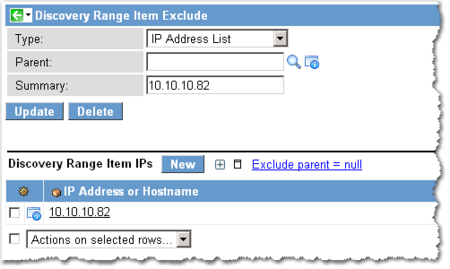 Discovery Range Item Exclude
Type: IP Address List
Parent:
Summary: 10.10.10.82
Update Delete
Discovery Range Item IPs New Exclude parent = null
IP Address or Hostname
10.10.10.82
Actions on selected rows...